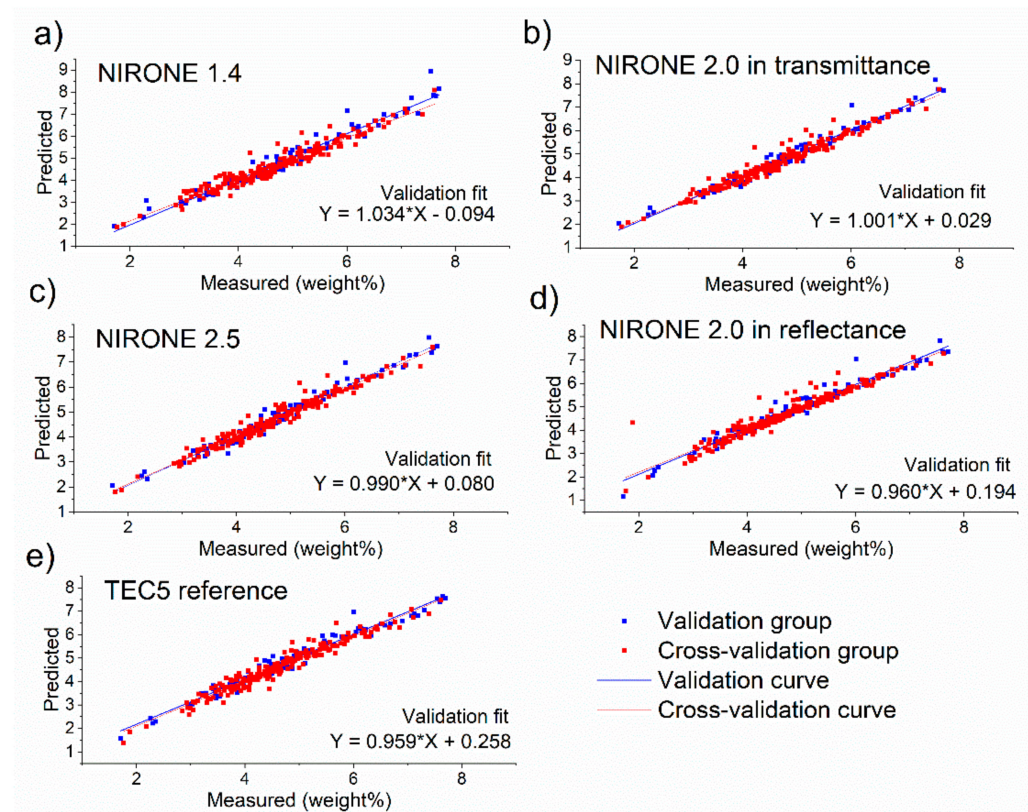 a)
NIRONE 1.4
9
8
7
6
5
4
3
2
1
Predicted
Validation fit
Y = 1.034*X - 0.094
2 4 6 8
Measured (weight%)
b)
NIRONE 2.0 in transmittance
9
8
7
6
5
4
3
2
1
Predicted
Validation fit
Y = 1.001*X + 0.029
2 4 6 8
Measured (weight%)
c)
NIRONE 2.5
8
7
6
5
4
3
2
1
Predicted
Validation fit
Y = 0.990*X + 0.080
2 4 6 8
Measured (weight%)
d)
NIRONE 2.0 in reflectance
8
7
6
5
4
3
2
1
Predicted
Validation fit
Y = 0.960*X + 0.194
2 4 6 8
Measured (weight%)
e)
TEC5 reference
8
7
6
5
4
3
2
1
Predicted
Validation fit
Y = 0.959*X + 0.258
2 4 6 8
Measured (weight%)
Validation group
Cross-validation group
Validation curve
Cross-validation curve